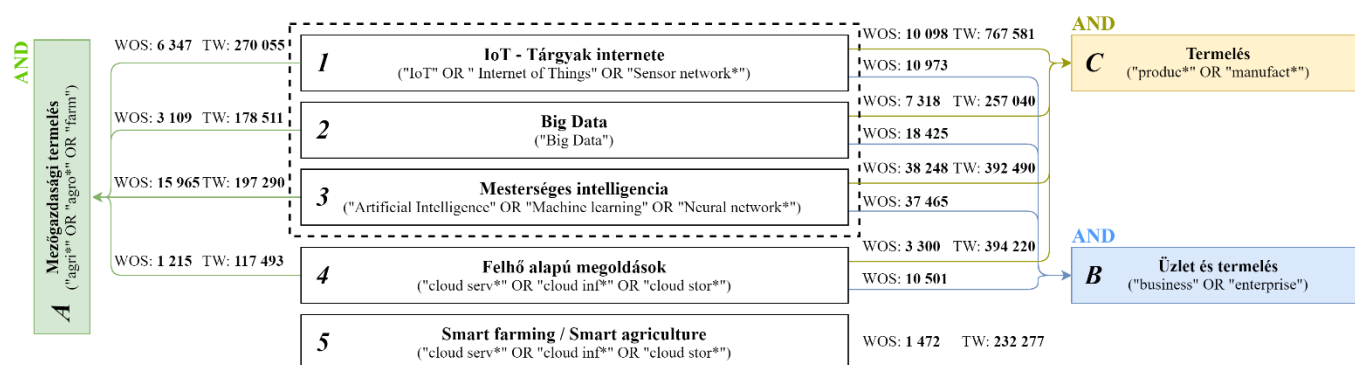 AND
A
Mezőgazdasági termelés
("agri*" OR "agro*" OR "farm")
WOS: 6 347 TW: 270 055
WOS: 3 109 TW: 178 511
WOS: 15 965 TW: 197 290
WOS: 1 215 TW: 117 493
1
IoT - Tárgyak internete
("IoT" OR " Internet of Things" OR "Sensor network*")
2
Big Data
("Big Data")
3
Mesterséges intelligencia
("Artificial Intelligence" OR "Machine learning" OR "Neural network*")
4
Felhő alapú megoldások
("cloud serv*" OR "cloud inf*" OR "cloud stor*")
5
Smart farming / Smart agriculture
("cloud serv*" OR "cloud inf*" OR "cloud stor*")
WOS: 10 098 TW: 767 581
WOS: 10 973
WOS: 7 318 TW: 257 040
WOS: 18 425
WOS: 38 248 TW: 392 490
WOS: 37 465
WOS: 3 300 TW: 394 220
WOS: 10 501
WOS: 1 472 TW: 232 277
AND
C
Termelés
("produc*" OR "manufact*")
AND
B
Üzlet és termelés
("business" OR "enterprise")